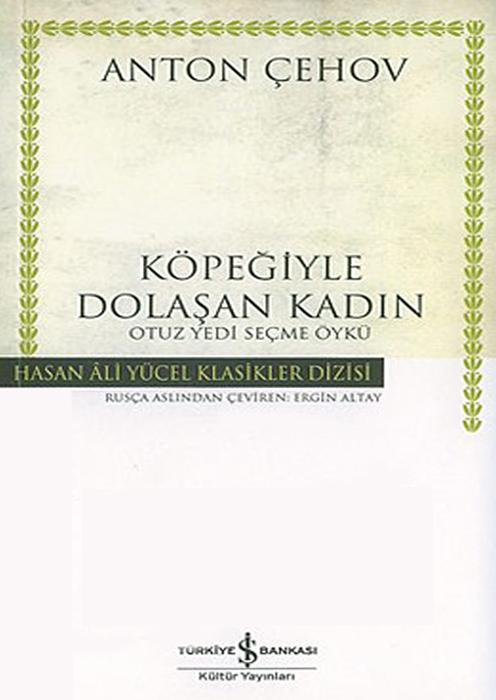 ANTON ÇEHOV
KÖPEĞİYLE
DOLAŞAN KADIN
OTUZ YEDİ SEÇME ÖYKÜ
HASAN ÂLİ YÜCEL KLASİKLER DİZİSİ
RUSÇA ASLINDAN ÇEVİREN: ERGİN ALTAY
TÜRKİYE İŞ BANKASI
Kültür Yayınları